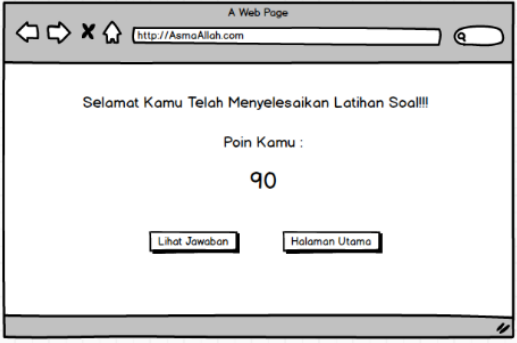 A Web Page
http://AsmaAllah.com
Selamat Kamu Telah Menyelesaikan Latihan Soal!!!
Poin Kamu :
90
Lihat Jawaban
Halaman Utama